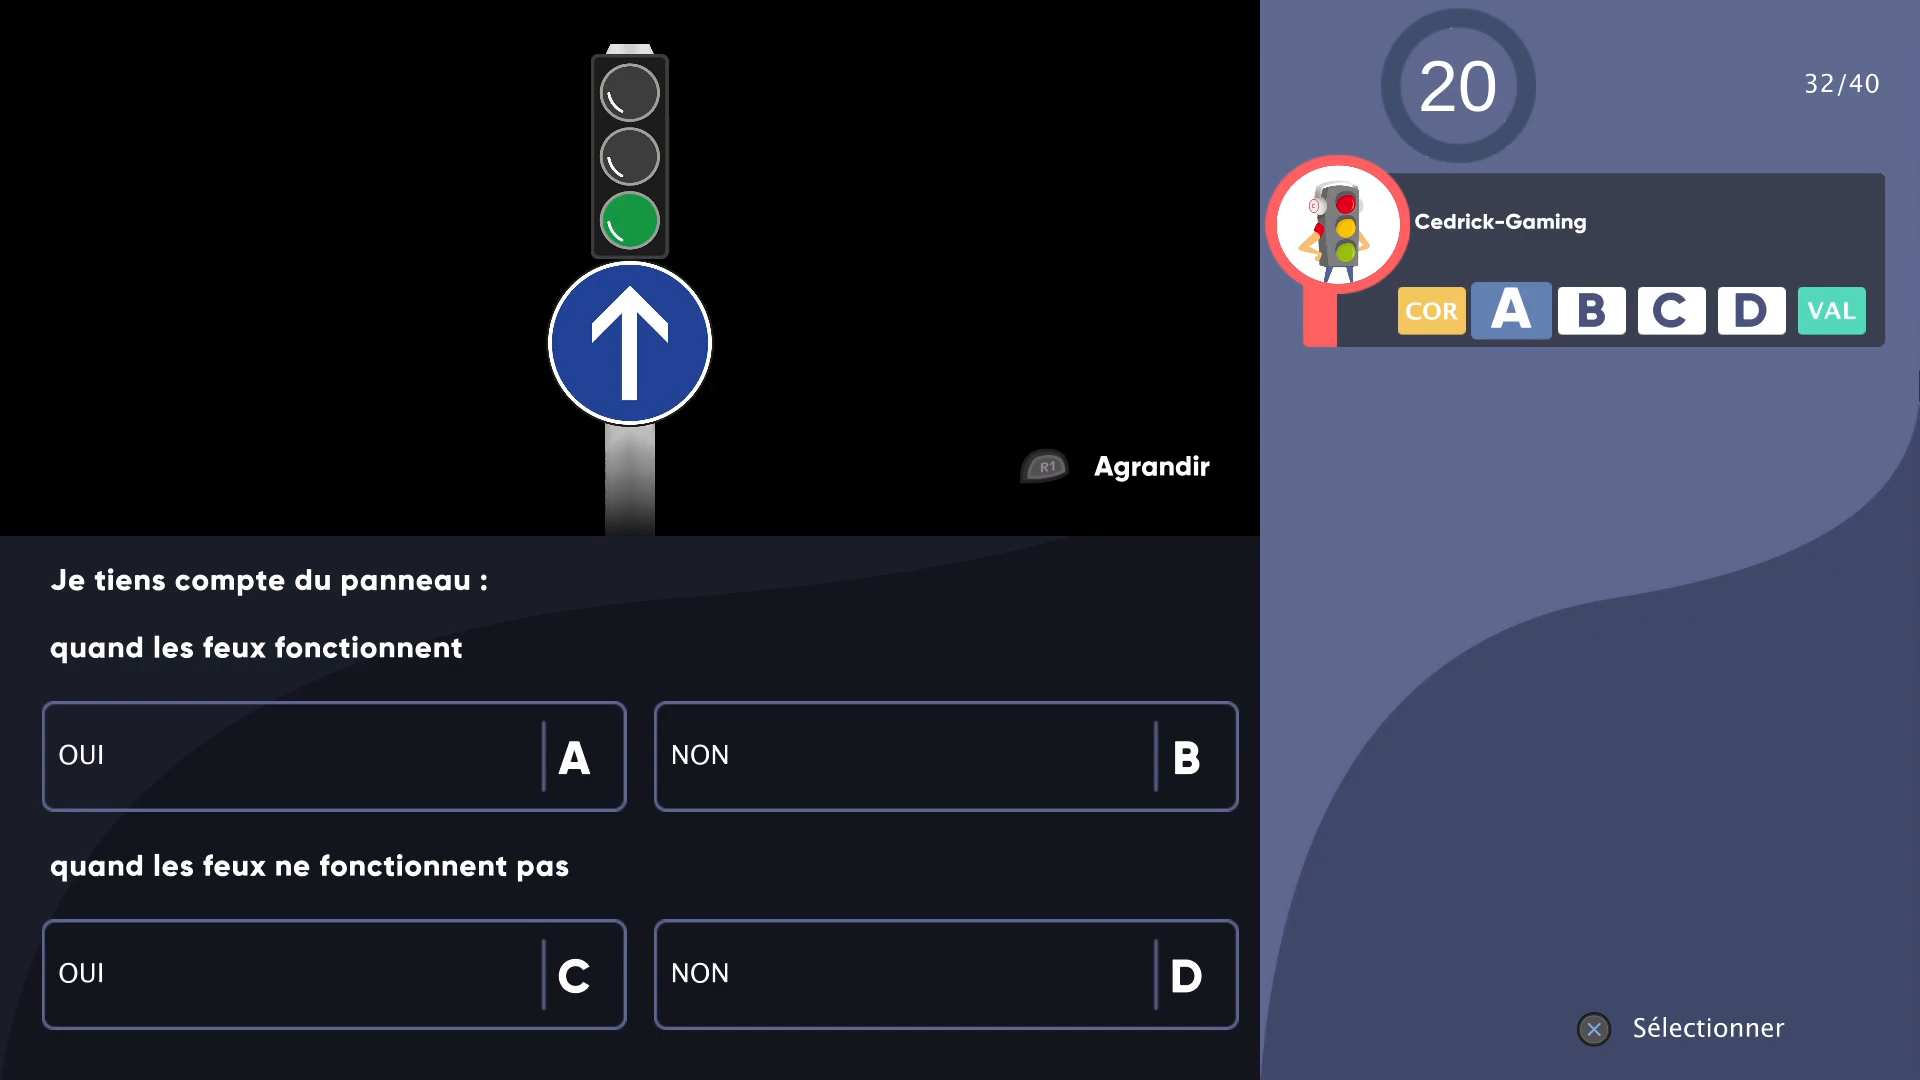 20
32/40
Cedrick-Gaming
COR A B C D VAL
R1 Agrandir
Je tiens compte du panneau :
quand les feux fonctionnent
OUI A NON B
quand les feux ne fonctionnent pas
OUI C NON D
Sélectionner